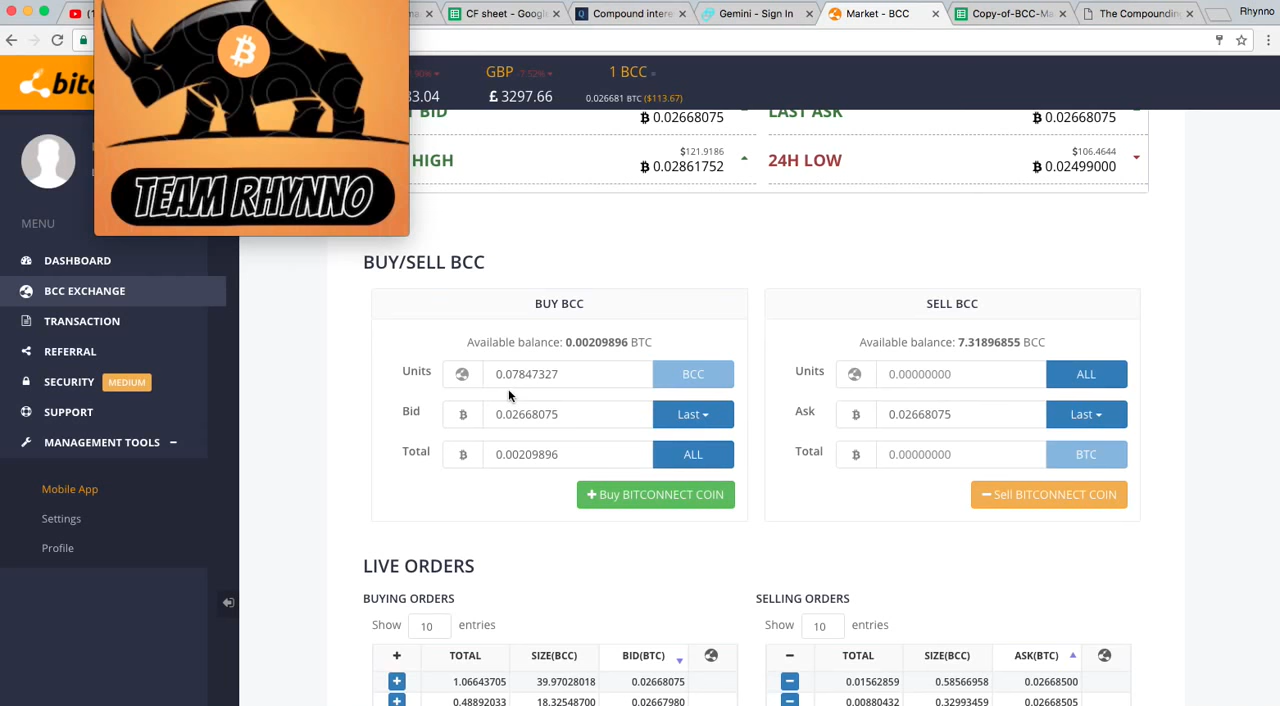 (1
CF sheet - Googl
Compound inter
Gemini - Sign In
Market - BCC
Copy-of-BCC-Ma
The Compounding
Rhynno
GBP -7.52%
1 BCC
33.04
£ 3297.66
0.026681 BTC ($113.67)
TEAM RHYNNO
BID
0.02668075
LAST ASK
0.02668075
HIGH
$121.9186
0.02861752
24H LOW
$106.4644
0.02499000
MENU
DASHBOARD
BCC EXCHANGE
TRANSACTION
REFERRAL
SECURITY MEDIUM
SUPPORT
MANAGEMENT TOOLS
Mobile App
Settings
Profile
BUY/SELL BCC
BUY BCC
Available balance: 0.00209896 BTC
Units 0.07847327 BCC
Bid 0.02668075 Last
Total 0.00209896 ALL
+ Buy BITCONNECT COIN
SELL BCC
Available balance: 7.31896855 BCC
Units 0.00000000 ALL
Ask 0.02668075 Last
Total 0.00000000 BTC
− Sell BITCONNECT COIN
LIVE ORDERS
BUYING ORDERS
Show 10 entries
+ TOTAL SIZE(BCC) BID(BTC)
+ 1.06643705 39.97028018 0.02668075
+ 0.48892033 18.32548700 0.02667980
SELLING ORDERS
Show 10 entries
− TOTAL SIZE(BCC) ASK(BTC)
− 0.01562859 0.58566958 0.02668500
− 0.00880432 0.32993459 0.02668505